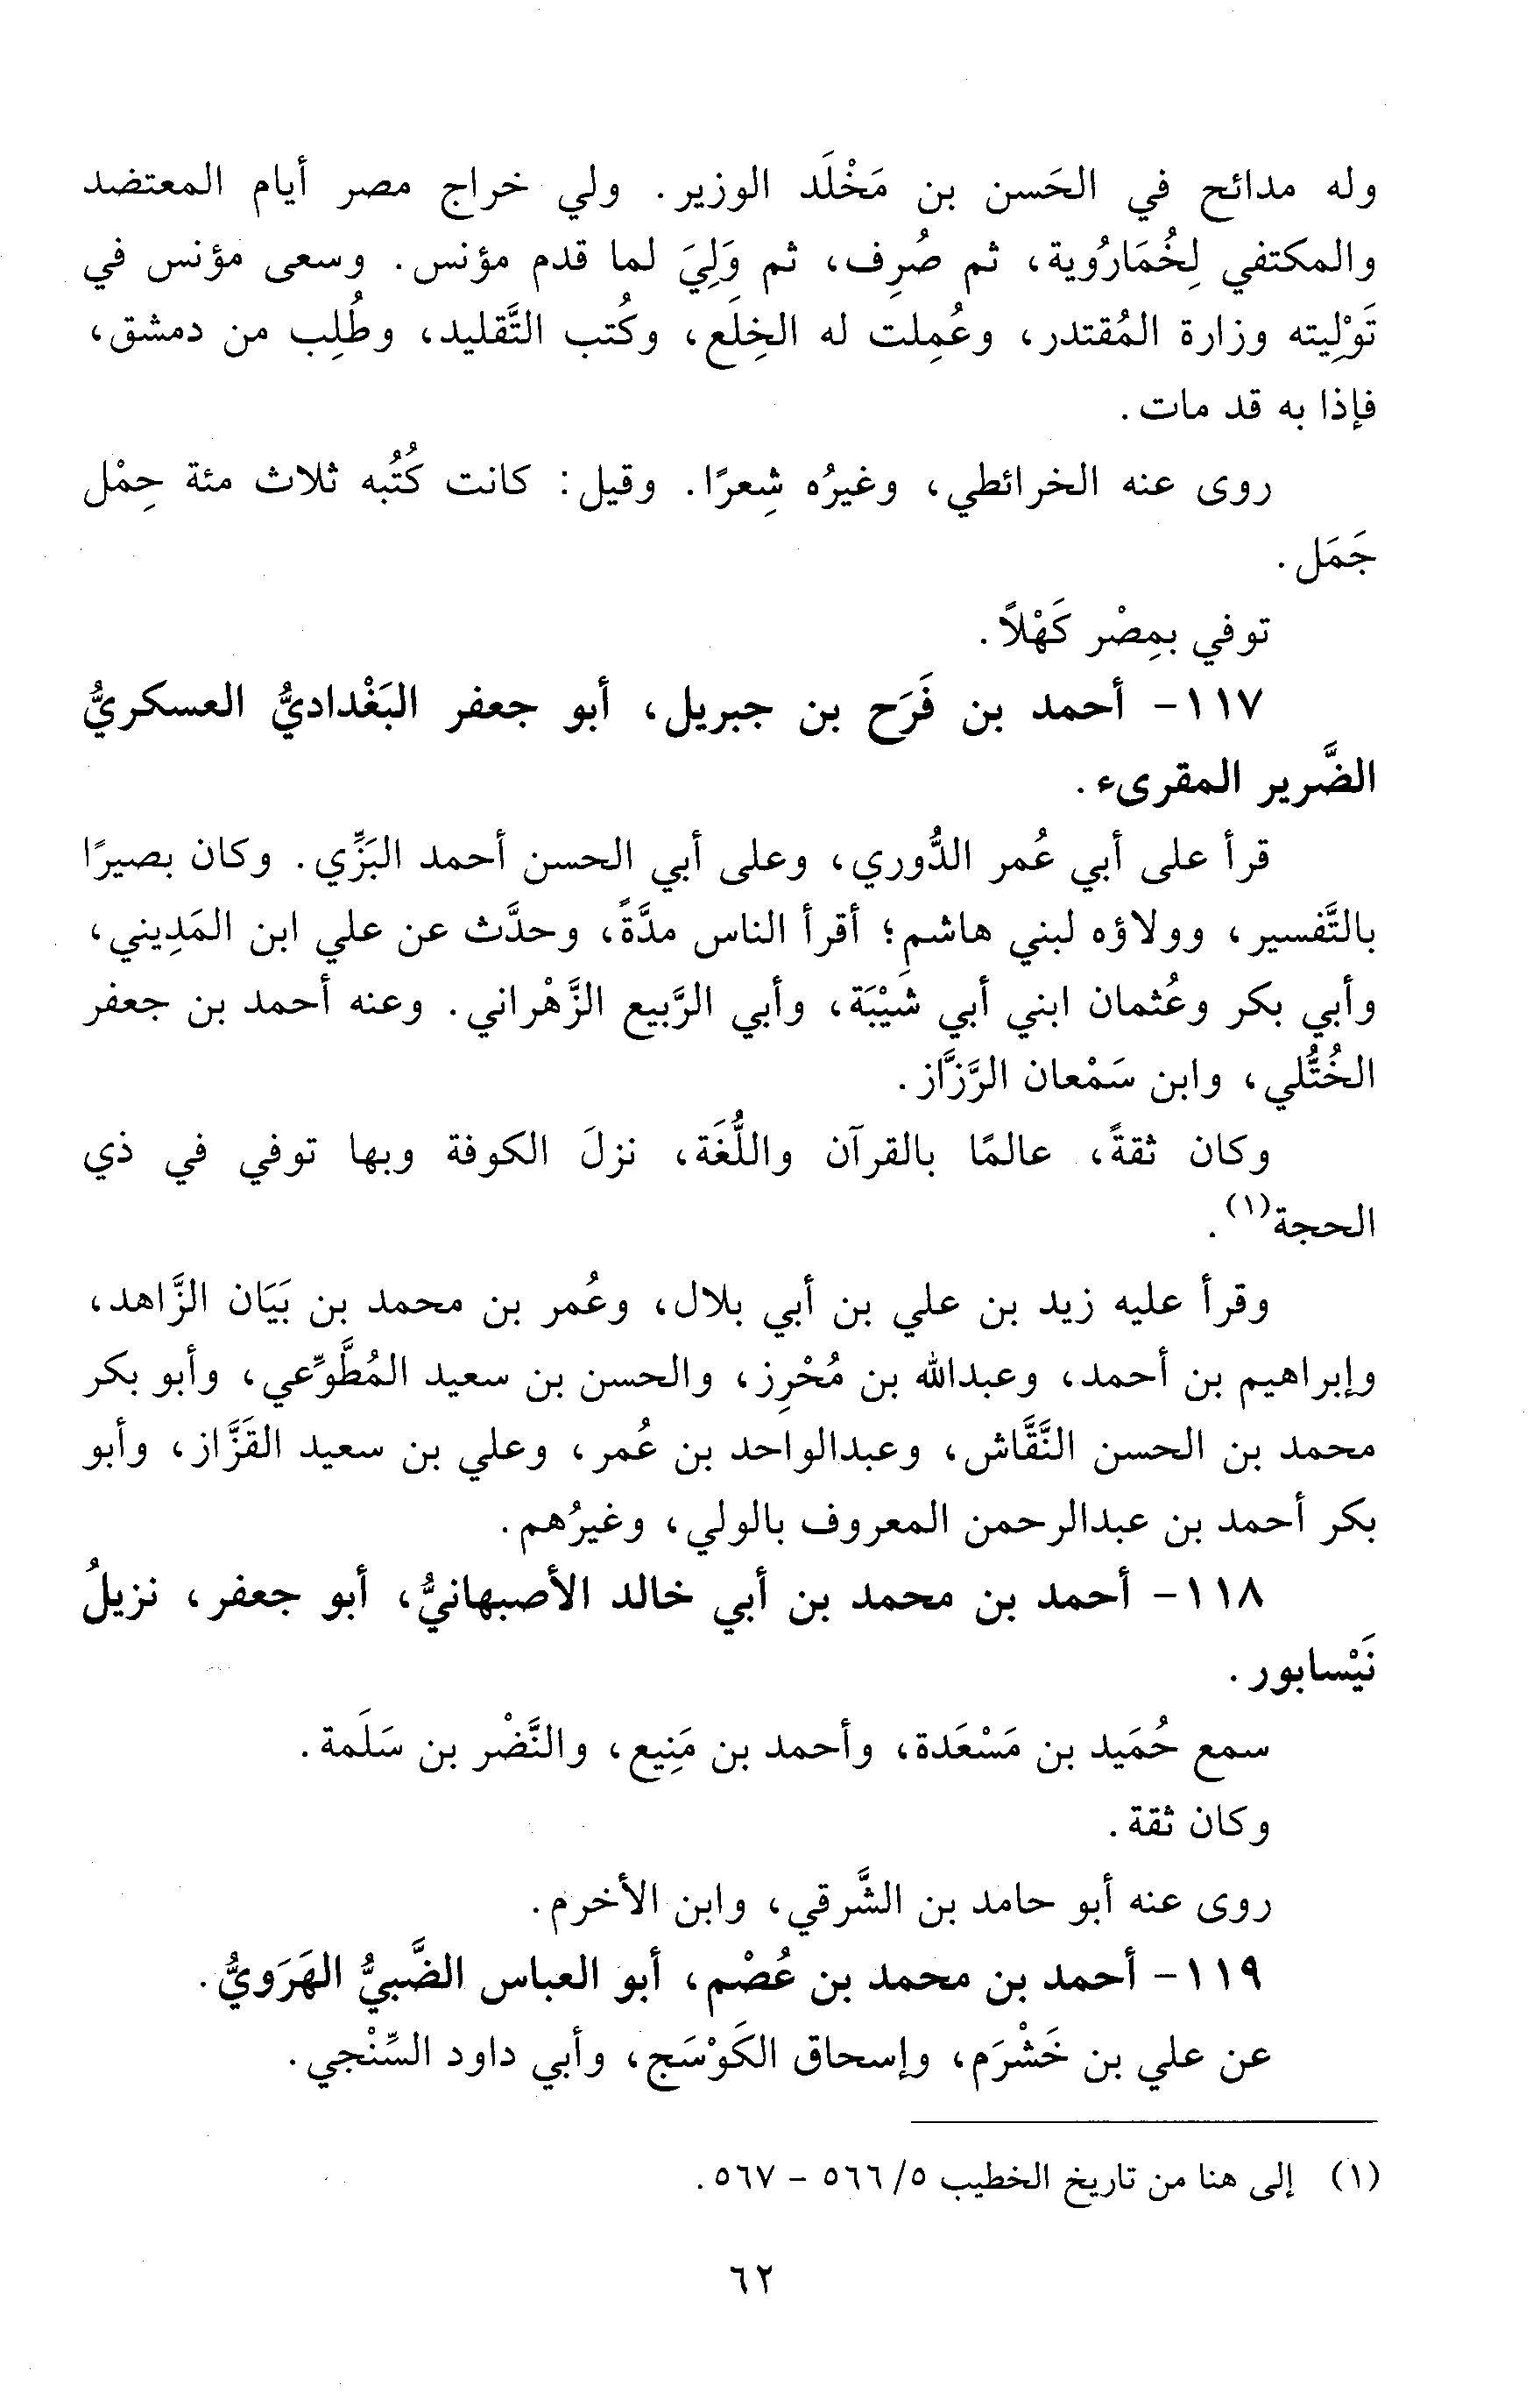 وله مدائح في الحَسن بن مَخْلَد الوزير. ولي خراج مصر أيام المعتضد
والمكتفي لِخُمَارُوية، ثم صُرِف، ثم وَلِيَ لما قدم مؤنس. وسعى مؤنس في
تَوْلِيته وزارة المُقتدر، وعُمِلت له الخِلَع، وكُتب التَّقليد، وطُلِب من دمشق،
فإذا به قد مات.
روى عنه الخرائطي، وغيرُه شِعرًا. وقيل: كانت كُتُبه ثلاث مئة حِمْل
جَمَل.
توفي بمِصْر كَهْلاً.
١١٧- أحمد بن فَرَح بن جبريل، أبو جعفر البَغْداديُّ العسكريُّ
الضَّرير المقرىء.
قرأ على أبي عُمر الدُّوري، وعلى أبي الحسن أحمد البَزِّي. وكان بصيرًا
بالتَّفسير، وولاؤه لبني هاشمٍ؛ أقرأ الناس مدَّةً، وحدَّث عن علي ابن المَدِيني،
وأبي بكر وعُثمان ابني أبي شَيْبَة، وأبي الرَّبيع الزَّهْراني. وعنه أحمد بن جعفر
الخُتُّلي، وابن سَمْعان الرَّزَّاز.
وكان ثقةً، عالمًا بالقرآن واللُّغَة، نزلَ الكوفة وبها توفي في ذي
الحجة(١).
وقرأ عليه زيد بن علي بن أبي بلال، وعُمر بن محمد بن بَيَان الزَّاهد،
وإبراهيم بن أحمد، وعبدالله بن مُحْرِز، والحسن بن سعيد المُطَّوِّعي، وأبو بكر
محمد بن الحسن النَّقَّاش، وعبدالواحد بن عُمر، وعلي بن سعيد القَزَّاز، وأبو
بكر أحمد بن عبدالرحمن المعروف بالولي، وغيرُهم.
١١٨- أحمد بن محمد بن أبي خالد الأصبهانيُّ، أبو جعفر، نزيلُ
نَيْسابور.
سمع حُمَيد بن مَسْعَدة، وأحمد بن مَنِيع، والنَّضْر بن سَلَمة.
وكان ثقة.
روى عنه أبو حامد بن الشَّرقي، وابن الأخرم.
١١٩- أحمد بن محمد بن عُصْم، أبو العباس الضَّبيُّ الهَرَويُّ.
عن علي بن خَشْرَم، وإسحاق الكَوْسَج، وأبي داود السِّنْجي.
(١) إلى هنا من تاريخ الخطيب ٥/ ٥٦٦ - ٥٦٧.
٦٢